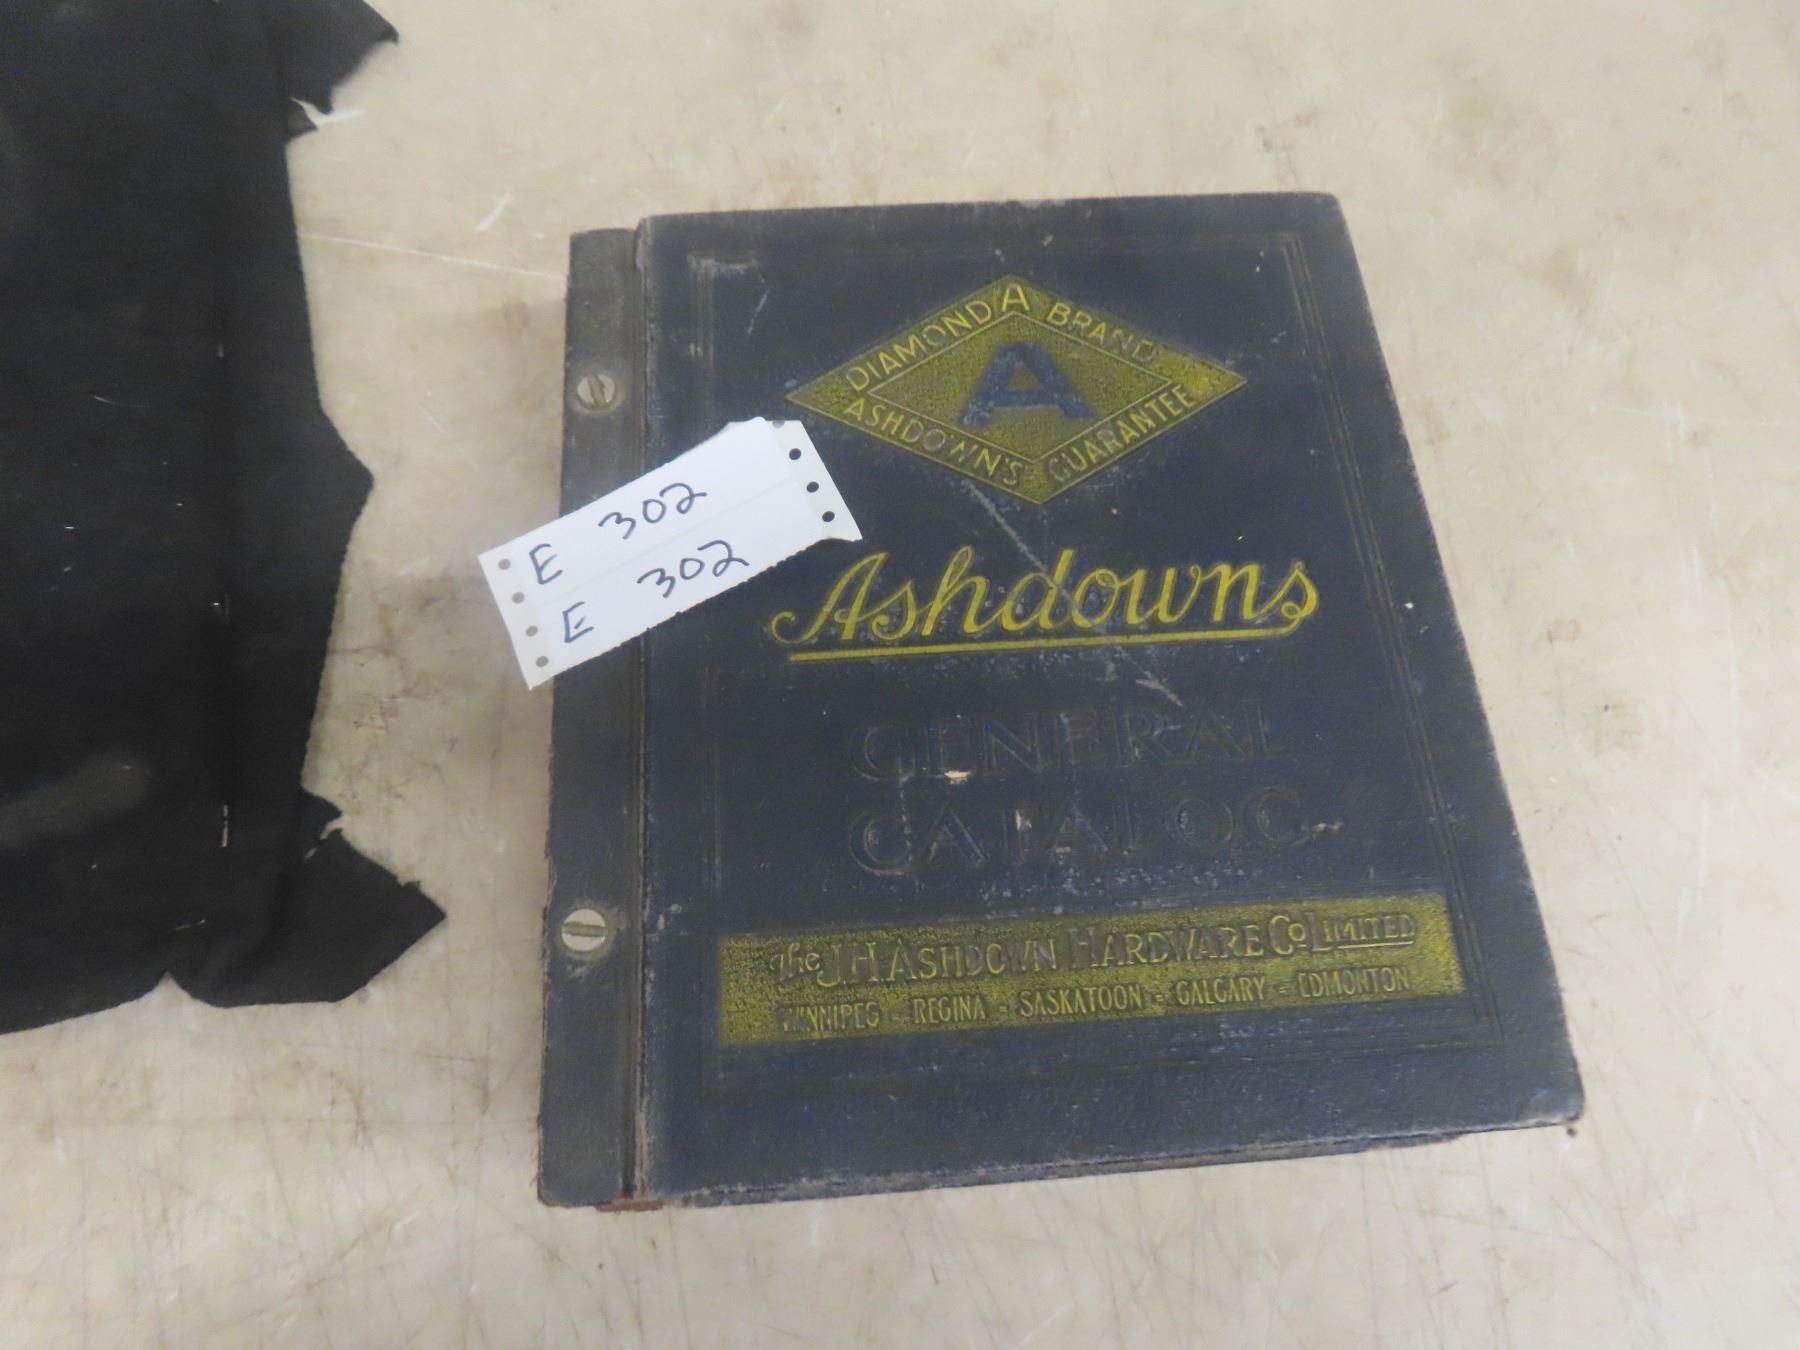 DIAMOND A BRAND
A
ASHDOWN'S GUARANTEE
E 302
E 302
Ashdowns
GENERAL
CATALOG
The J.H. ASHDOWN HARDWARE Co LIMITED
WINNIPEG - REGINA - SASKATOON - CALGARY - EDMONTON